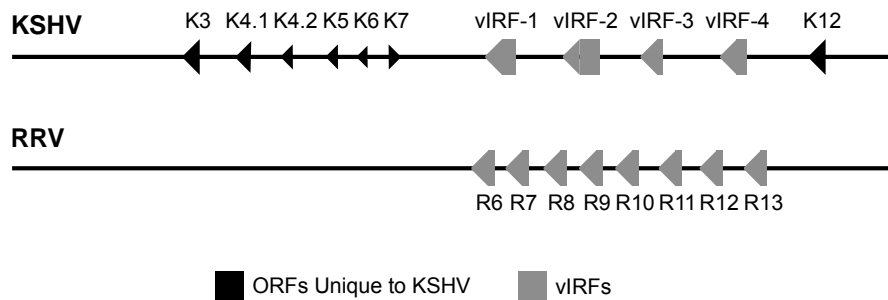 K3 K4.1 K4.2 K5 K6 K7 vIRF-1 vIRF-2 vIRF-3 vIRF-4 K12
KSHV
RRV
R6 R7 R8 R9 R10 R11 R12 R13
ORFs Unique to KSHV vIRFs